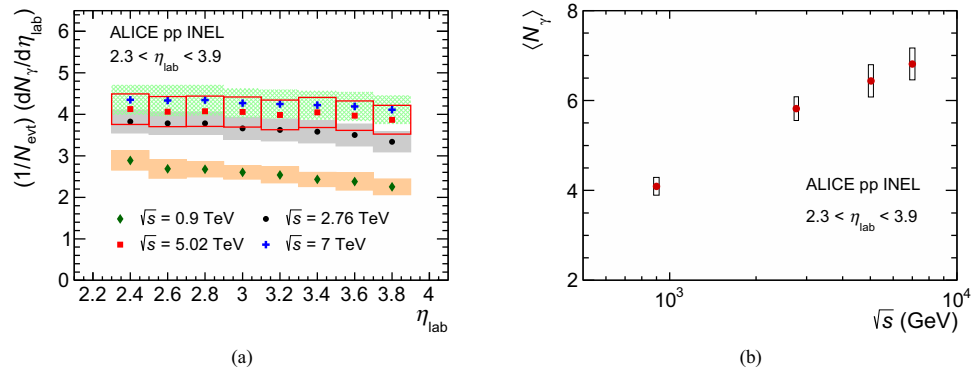 (1/N_evt) (dN_γ/dη_lab)
6
5
4
3
2
1
0
ALICE pp INEL
2.3 < η_lab < 3.9
√s = 0.9 TeV
√s = 2.76 TeV
√s = 5.02 TeV
√s = 7 TeV
2.2 2.4 2.6 2.8 3 3.2 3.4 3.6 3.8 4
η_lab
(a)
⟨N_γ⟩
8
6
4
2
ALICE pp INEL
2.3 < η_lab < 3.9
10³ 10⁴
√s (GeV)
(b)